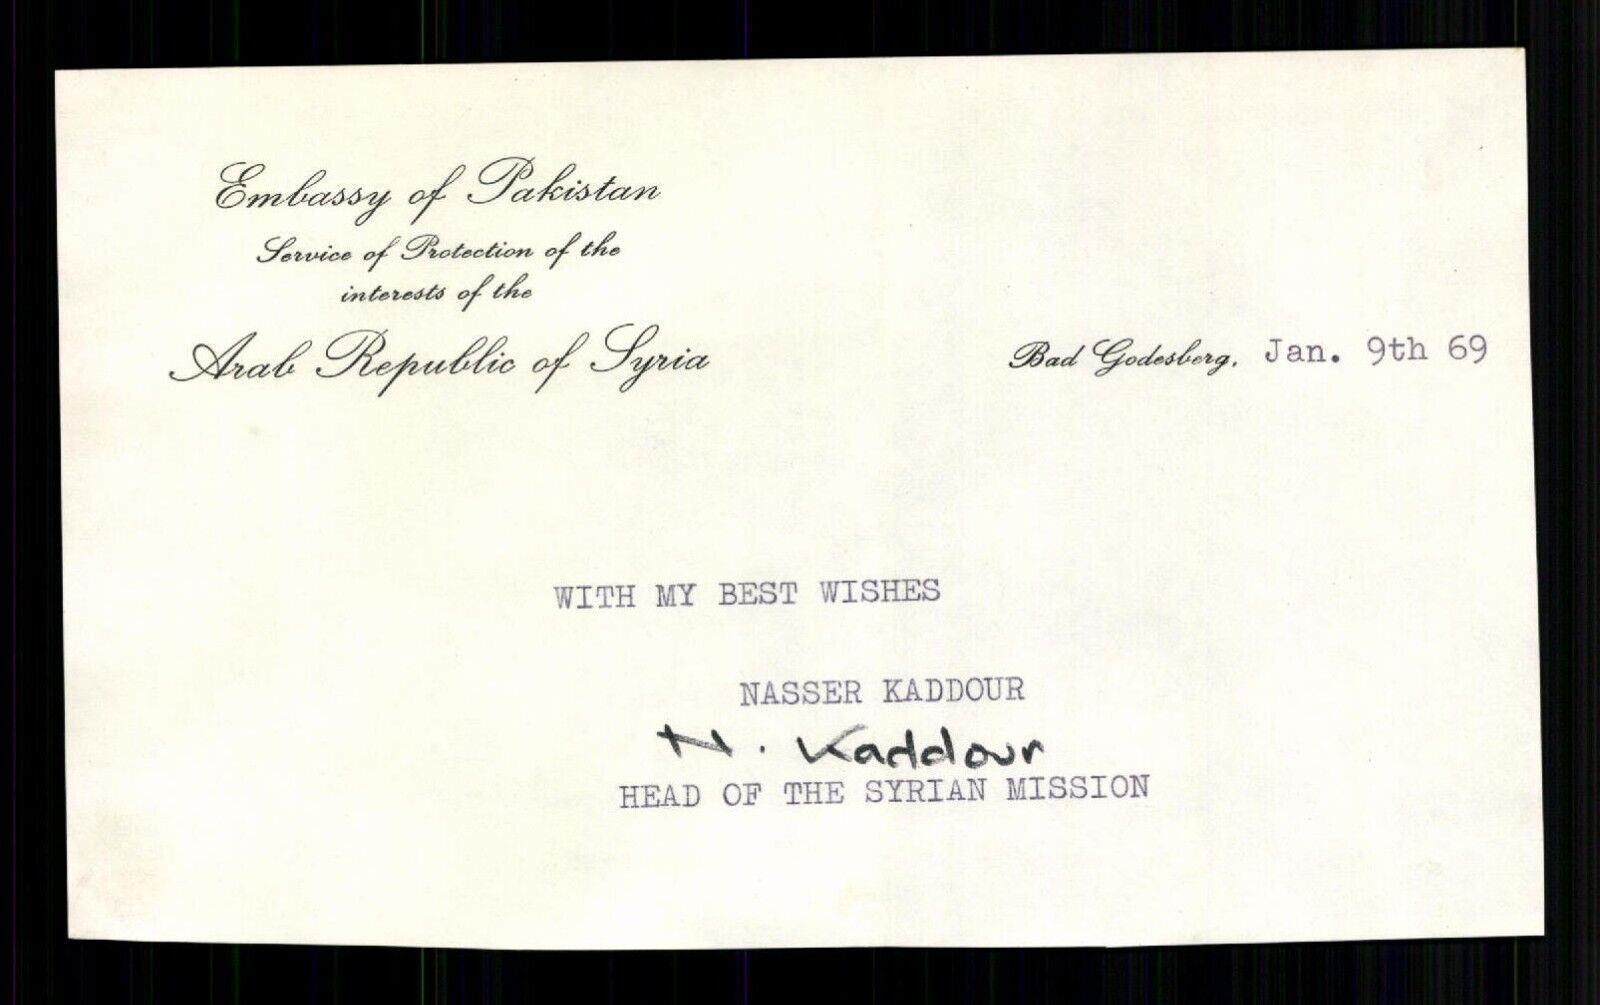 Embassy of Pakistan
Service of Protection of the
interests of the
Arab Republic of Syria
Bad Godesberg, Jan. 9th 69
WITH MY BEST WISHES
NASSER KADDOUR
N. Kaddour
HEAD OF THE SYRIAN MISSION